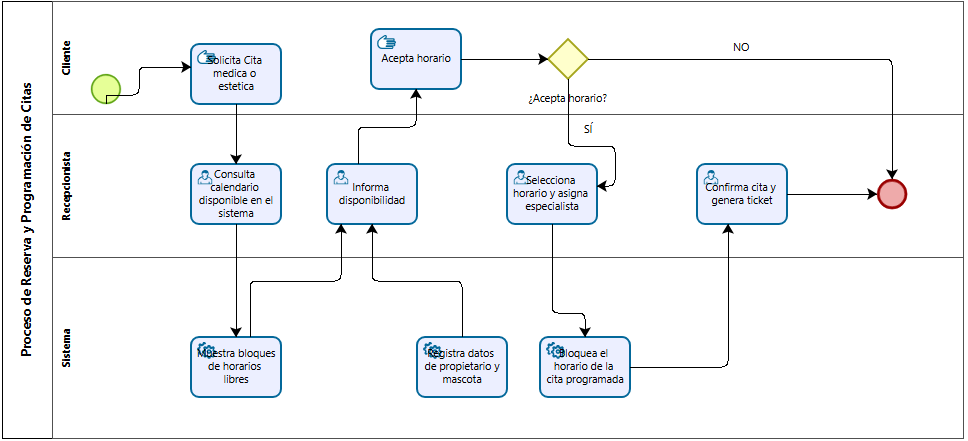 Proceso de Reserva y Programación de Citas
Cliente
Solicita Cita
medica o
estetica
Acepta horario
¿Acepta horario?
NO
SÍ
Repcionista
Consulta
calendario
disponible en el
sistema
Informa
disponibilidad
Selecciona
horario y asigna
especialista
Confirma cita y
genera ticket
Sistema
Muestra bloques
de horarios
libres
Registra datos
de propietario y
mascota
Bloquea el
horario de la
cita programada